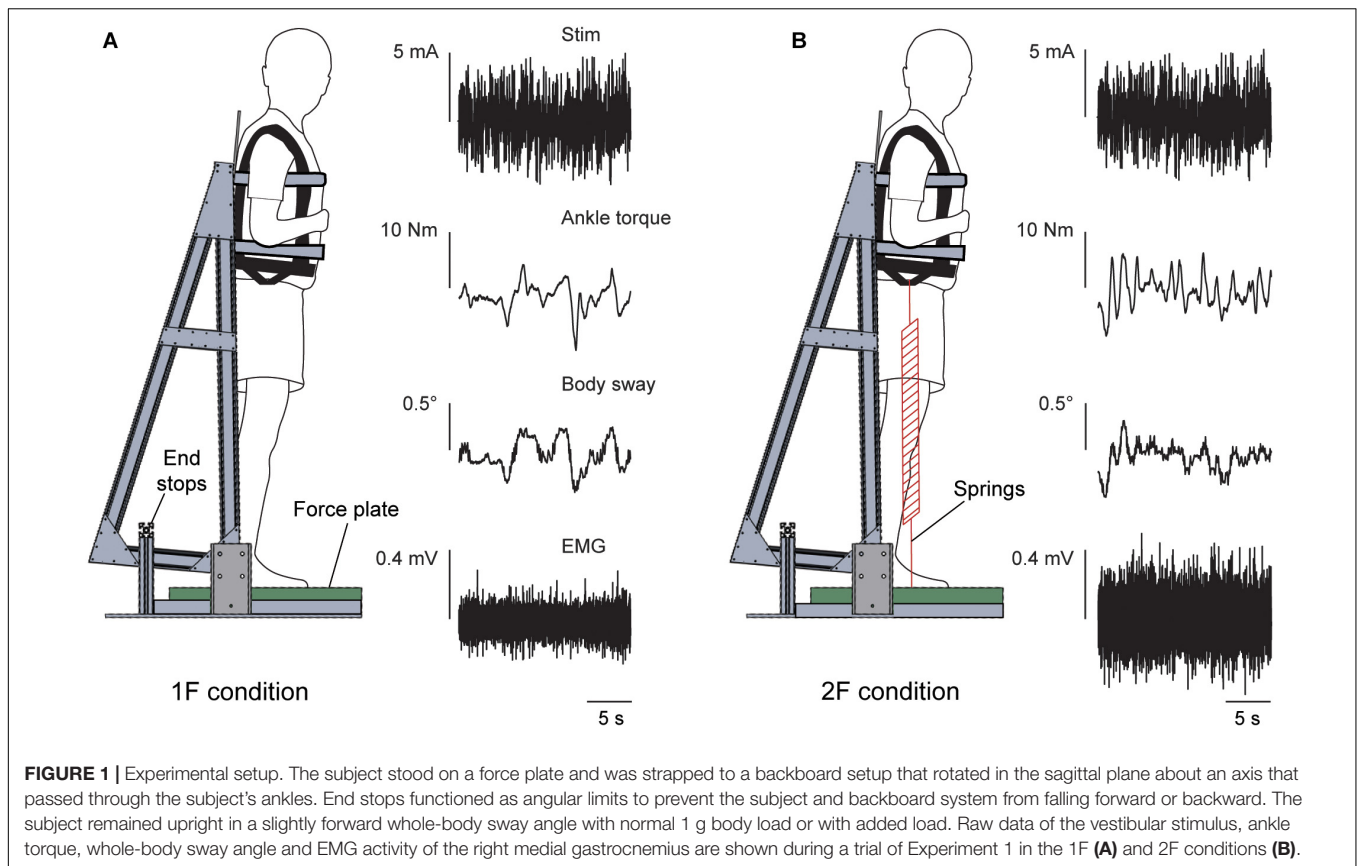 A
5 mA
Stim
10 Nm
Ankle torque
0.5°
Body sway
End
stops
Force plate
0.4 mV
EMG
1F condition
5 s
B
5 mA
10 Nm
0.5°
Springs
0.4 mV
2F condition
5 s
FIGURE 1 | Experimental setup. The subject stood on a force plate and was strapped to a backboard setup that rotated in the sagittal plane about an axis that
passed through the subject's ankles. End stops functioned as angular limits to prevent the subject and backboard system from falling forward or backward. The
subject remained upright in a slightly forward whole-body sway angle with normal 1 g body load or with added load. Raw data of the vestibular stimulus, ankle
torque, whole-body sway angle and EMG activity of the right medial gastrocnemius are shown during a trial of Experiment 1 in the 1F (A) and 2F conditions (B).